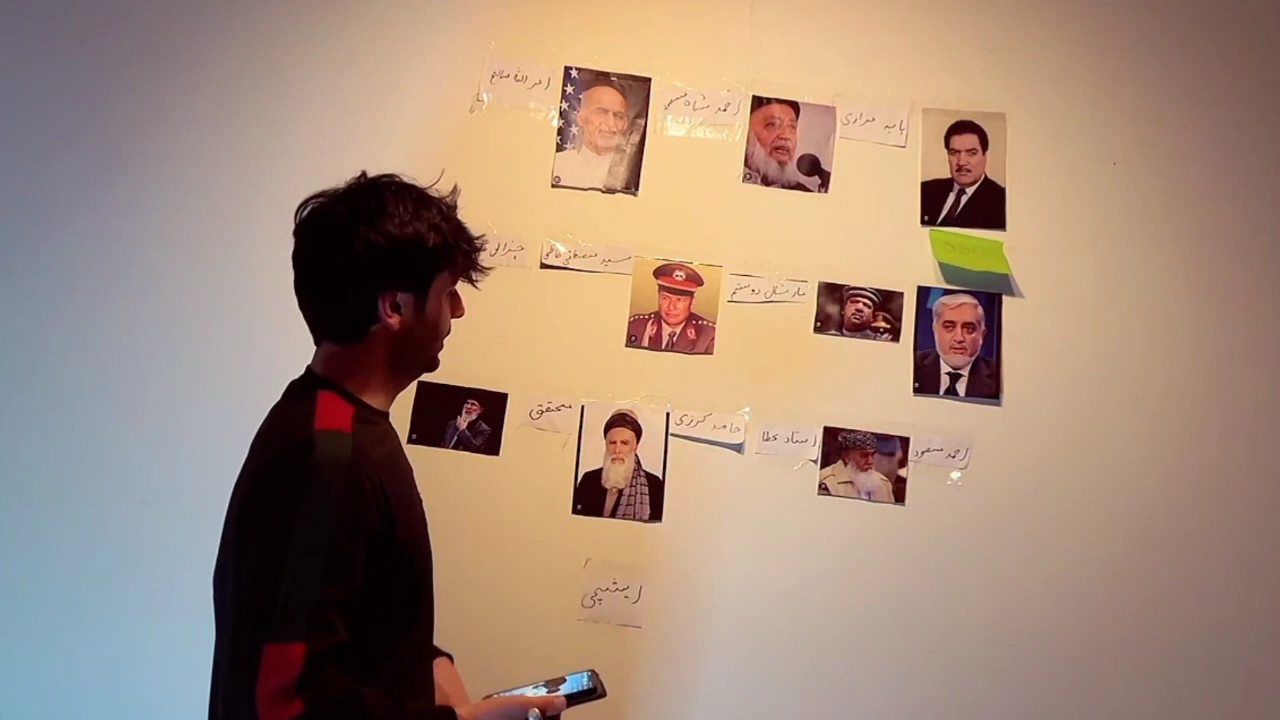 امرالله صالح
احمد شاه مسعود
بابه مزاری
جنرال
سید مصطفی کاظمی
مارشال دوستم
محقق
حامد کرزی
استاد عطا
احمد مسعود
ایشچی